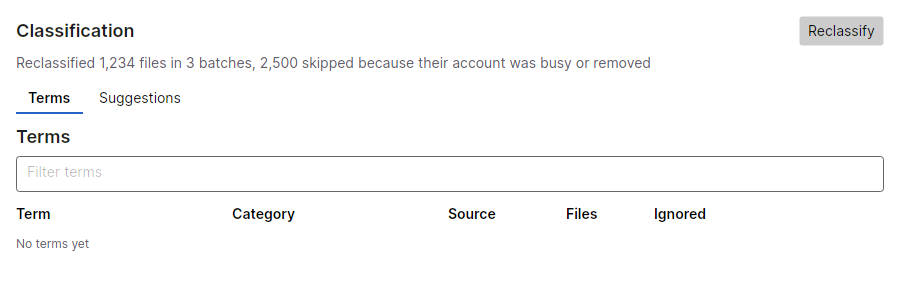 Classification
Reclassify
Reclassified 1,234 files in 3 batches, 2,500 skipped because their account was busy or removed
Terms Suggestions
Terms
Filter terms
Term Category Source Files Ignored
No terms yet